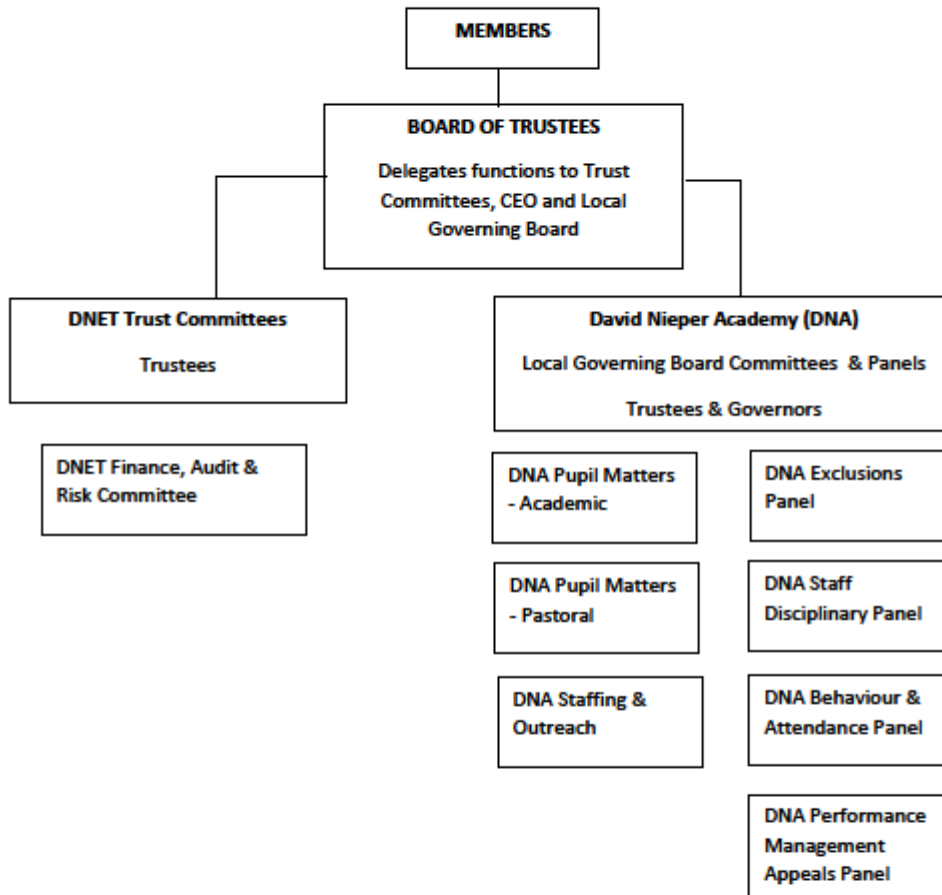 MEMBERS
BOARD OF TRUSTEES
Delegates functions to Trust
Committees, CEO and Local
Governing Board
DNET Trust Committees
Trustees
David Nieper Academy (DNA)
Local Governing Board Committees & Panels
Trustees & Governors
DNET Finance, Audit &
Risk Committee
DNA Pupil Matters
- Academic
DNA Exclusions
Panel
DNA Pupil Matters
- Pastoral
DNA Staff
Disciplinary Panel
DNA Staffing &
Outreach
DNA Behaviour &
Attendance Panel
DNA Performance
Management
Appeals Panel